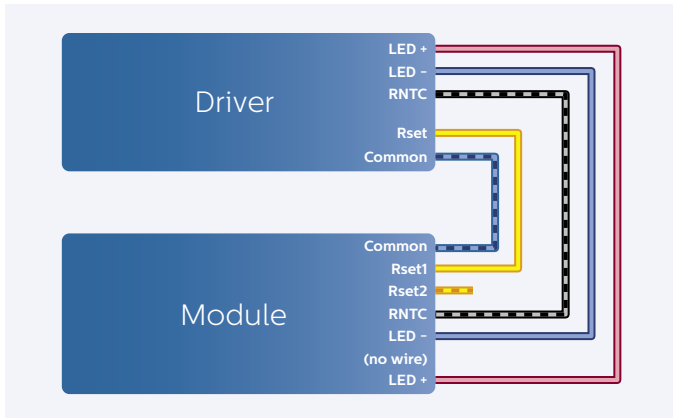 LED +
LED –
RNTC
Driver
Rset
Common
Common
Rset1
Rset2
Module
RNTC
LED –
(no wire)
LED +